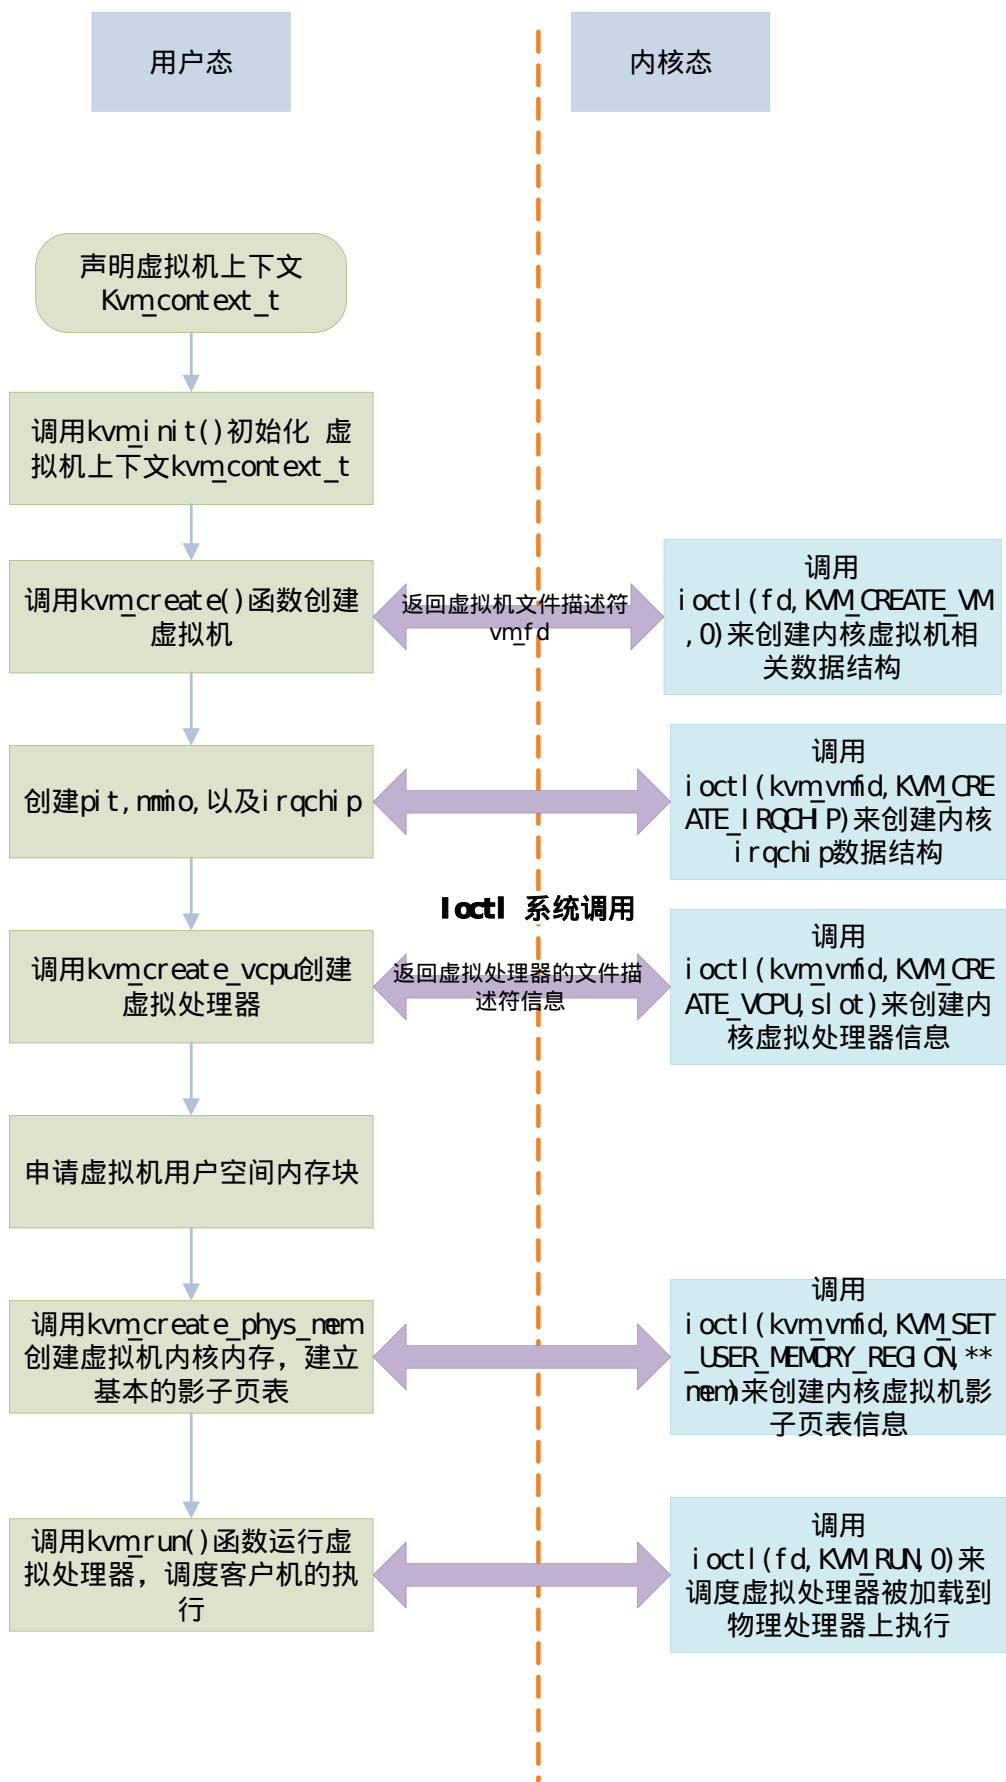 用户态
内核态
声明虚拟机上下文
Kvm_context_t
调用kvm_init()初始化 虚
拟机上下文kvm_context_t
调用kvm_create()函数创建
虚拟机
返回虚拟机文件描述符
vm_fd
调用
ioctl(fd,KVM_CREATE_VM
,0)来创建内核虚拟机相
关数据结构
创建pit,mmio,以及irqchip
调用
ioctl(kvm_vmfd,KVM_CRE
ATE_IRQCHIP)来创建内核
irqchip数据结构
Ioctl 系统调用
调用kvm_create_vcpu创建
虚拟处理器
返回虚拟处理器的文件描
述符信息
调用
ioctl(kvm_vmfd,KVM_CRE
ATE_VCPU,slot)来创建内
核虚拟处理器信息
申请虚拟机用户空间内存块
调用kvm_create_phys_mem
创建虚拟机内核内存，建立
基本的影子页表
调用
ioctl(kvm_vmfd,KVM_SET
_USER_MEMORY_REGION,**
mem)来创建内核虚拟机影
子页表信息
调用kvm_run()函数运行虚
拟处理器，调度客户机的执
行
调用
ioctl(fd,KVM_RUN,0)来
调度虚拟处理器被加载到
物理处理器上执行